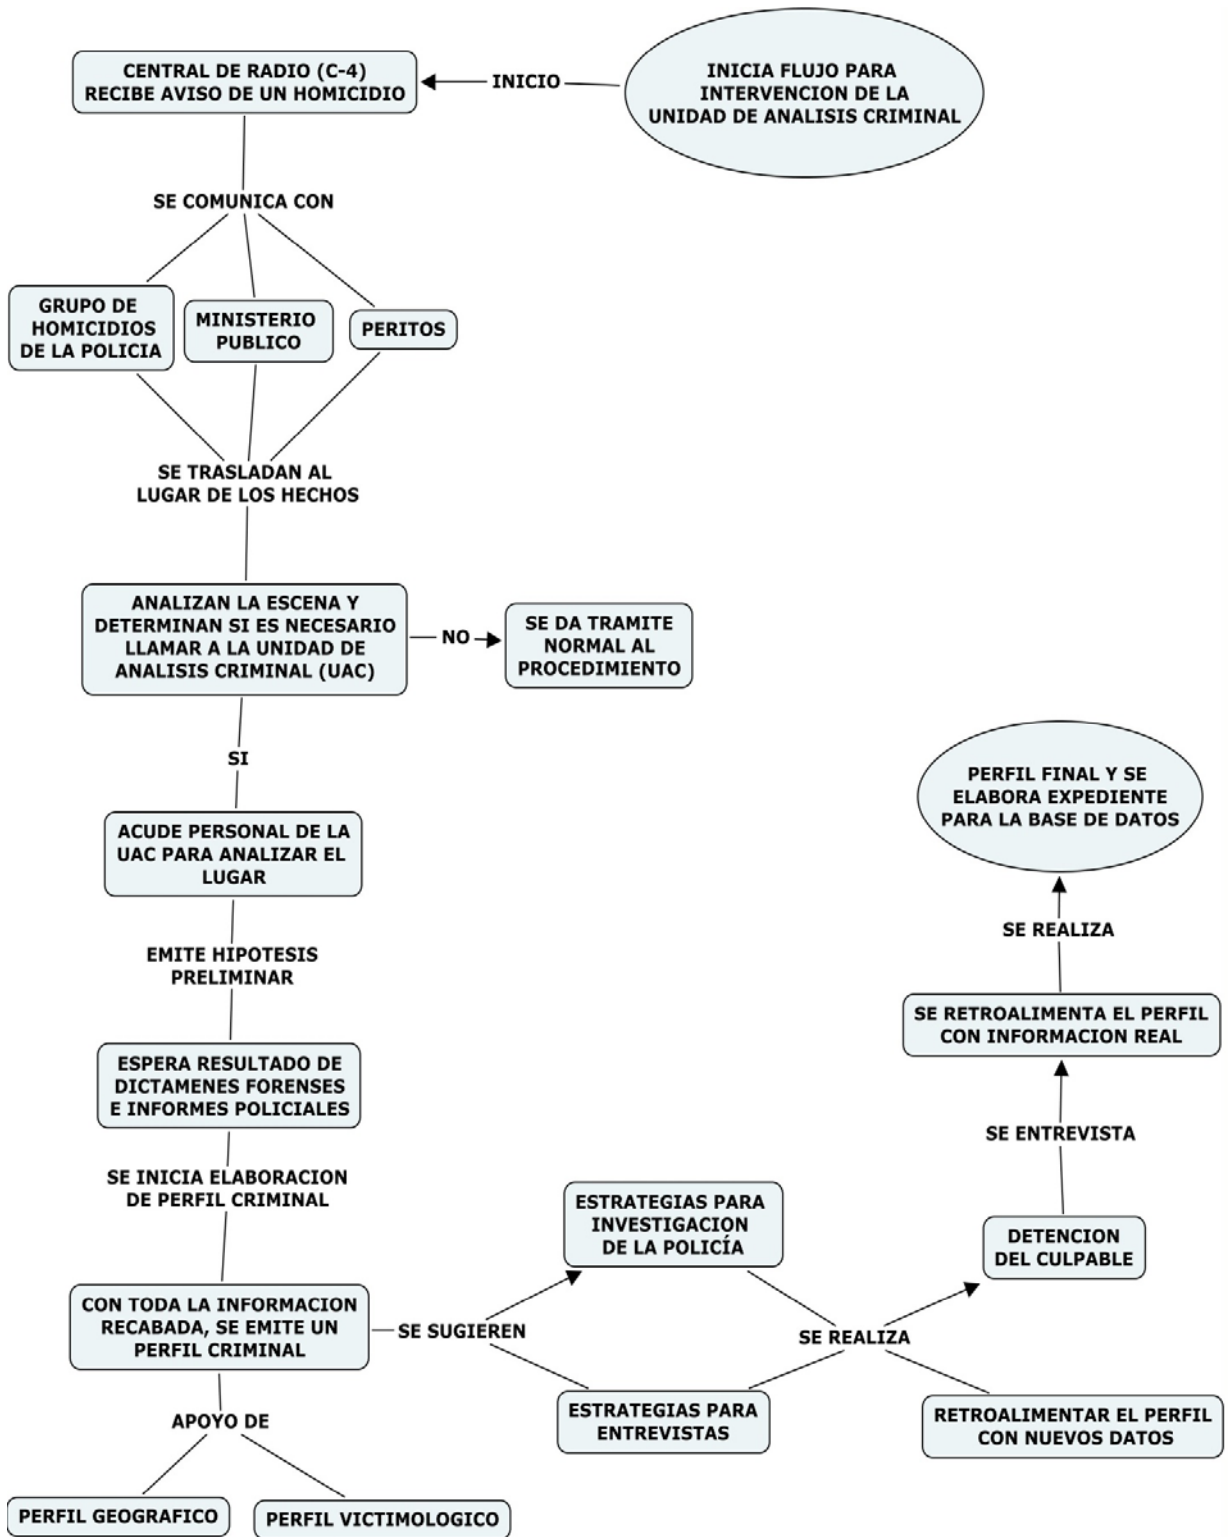 INICIA FLUJO PARA
INTERVENCION DE LA
UNIDAD DE ANALISIS CRIMINAL
INICIO
CENTRAL DE RADIO (C-4)
RECIBE AVISO DE UN HOMICIDIO
SE COMUNICA CON
GRUPO DE
HOMICIDIOS
DE LA POLICIA
MINISTERIO
PUBLICO
PERITOS
SE TRASLADAN AL
LUGAR DE LOS HECHOS
ANALIZAN LA ESCENA Y
DETERMINAN SI ES NECESARIO
LLAMAR A LA UNIDAD DE
ANALISIS CRIMINAL (UAC)
NO
SE DA TRAMITE
NORMAL AL
PROCEDIMIENTO
SI
ACUDE PERSONAL DE LA
UAC PARA ANALIZAR EL
LUGAR
EMITE HIPOTESIS
PRELIMINAR
ESPERA RESULTADO DE
DICTAMENES FORENSES
E INFORMES POLICIALES
SE INICIA ELABORACION
DE PERFIL CRIMINAL
CON TODA LA INFORMACION
RECABADA, SE EMITE UN
PERFIL CRIMINAL
APOYO DE
PERFIL GEOGRAFICO
PERFIL VICTIMOLOGICO
SE SUGIEREN
ESTRATEGIAS PARA
INVESTIGACION
DE LA POLICÍA
ESTRATEGIAS PARA
ENTREVISTAS
SE REALIZA
RETROALIMENTAR EL PERFIL
CON NUEVOS DATOS
DETENCION
DEL CULPABLE
SE ENTREVISTA
SE RETROALIMENTA EL PERFIL
CON INFORMACION REAL
SE REALIZA
PERFIL FINAL Y SE
ELABORA EXPEDIENTE
PARA LA BASE DE DATOS